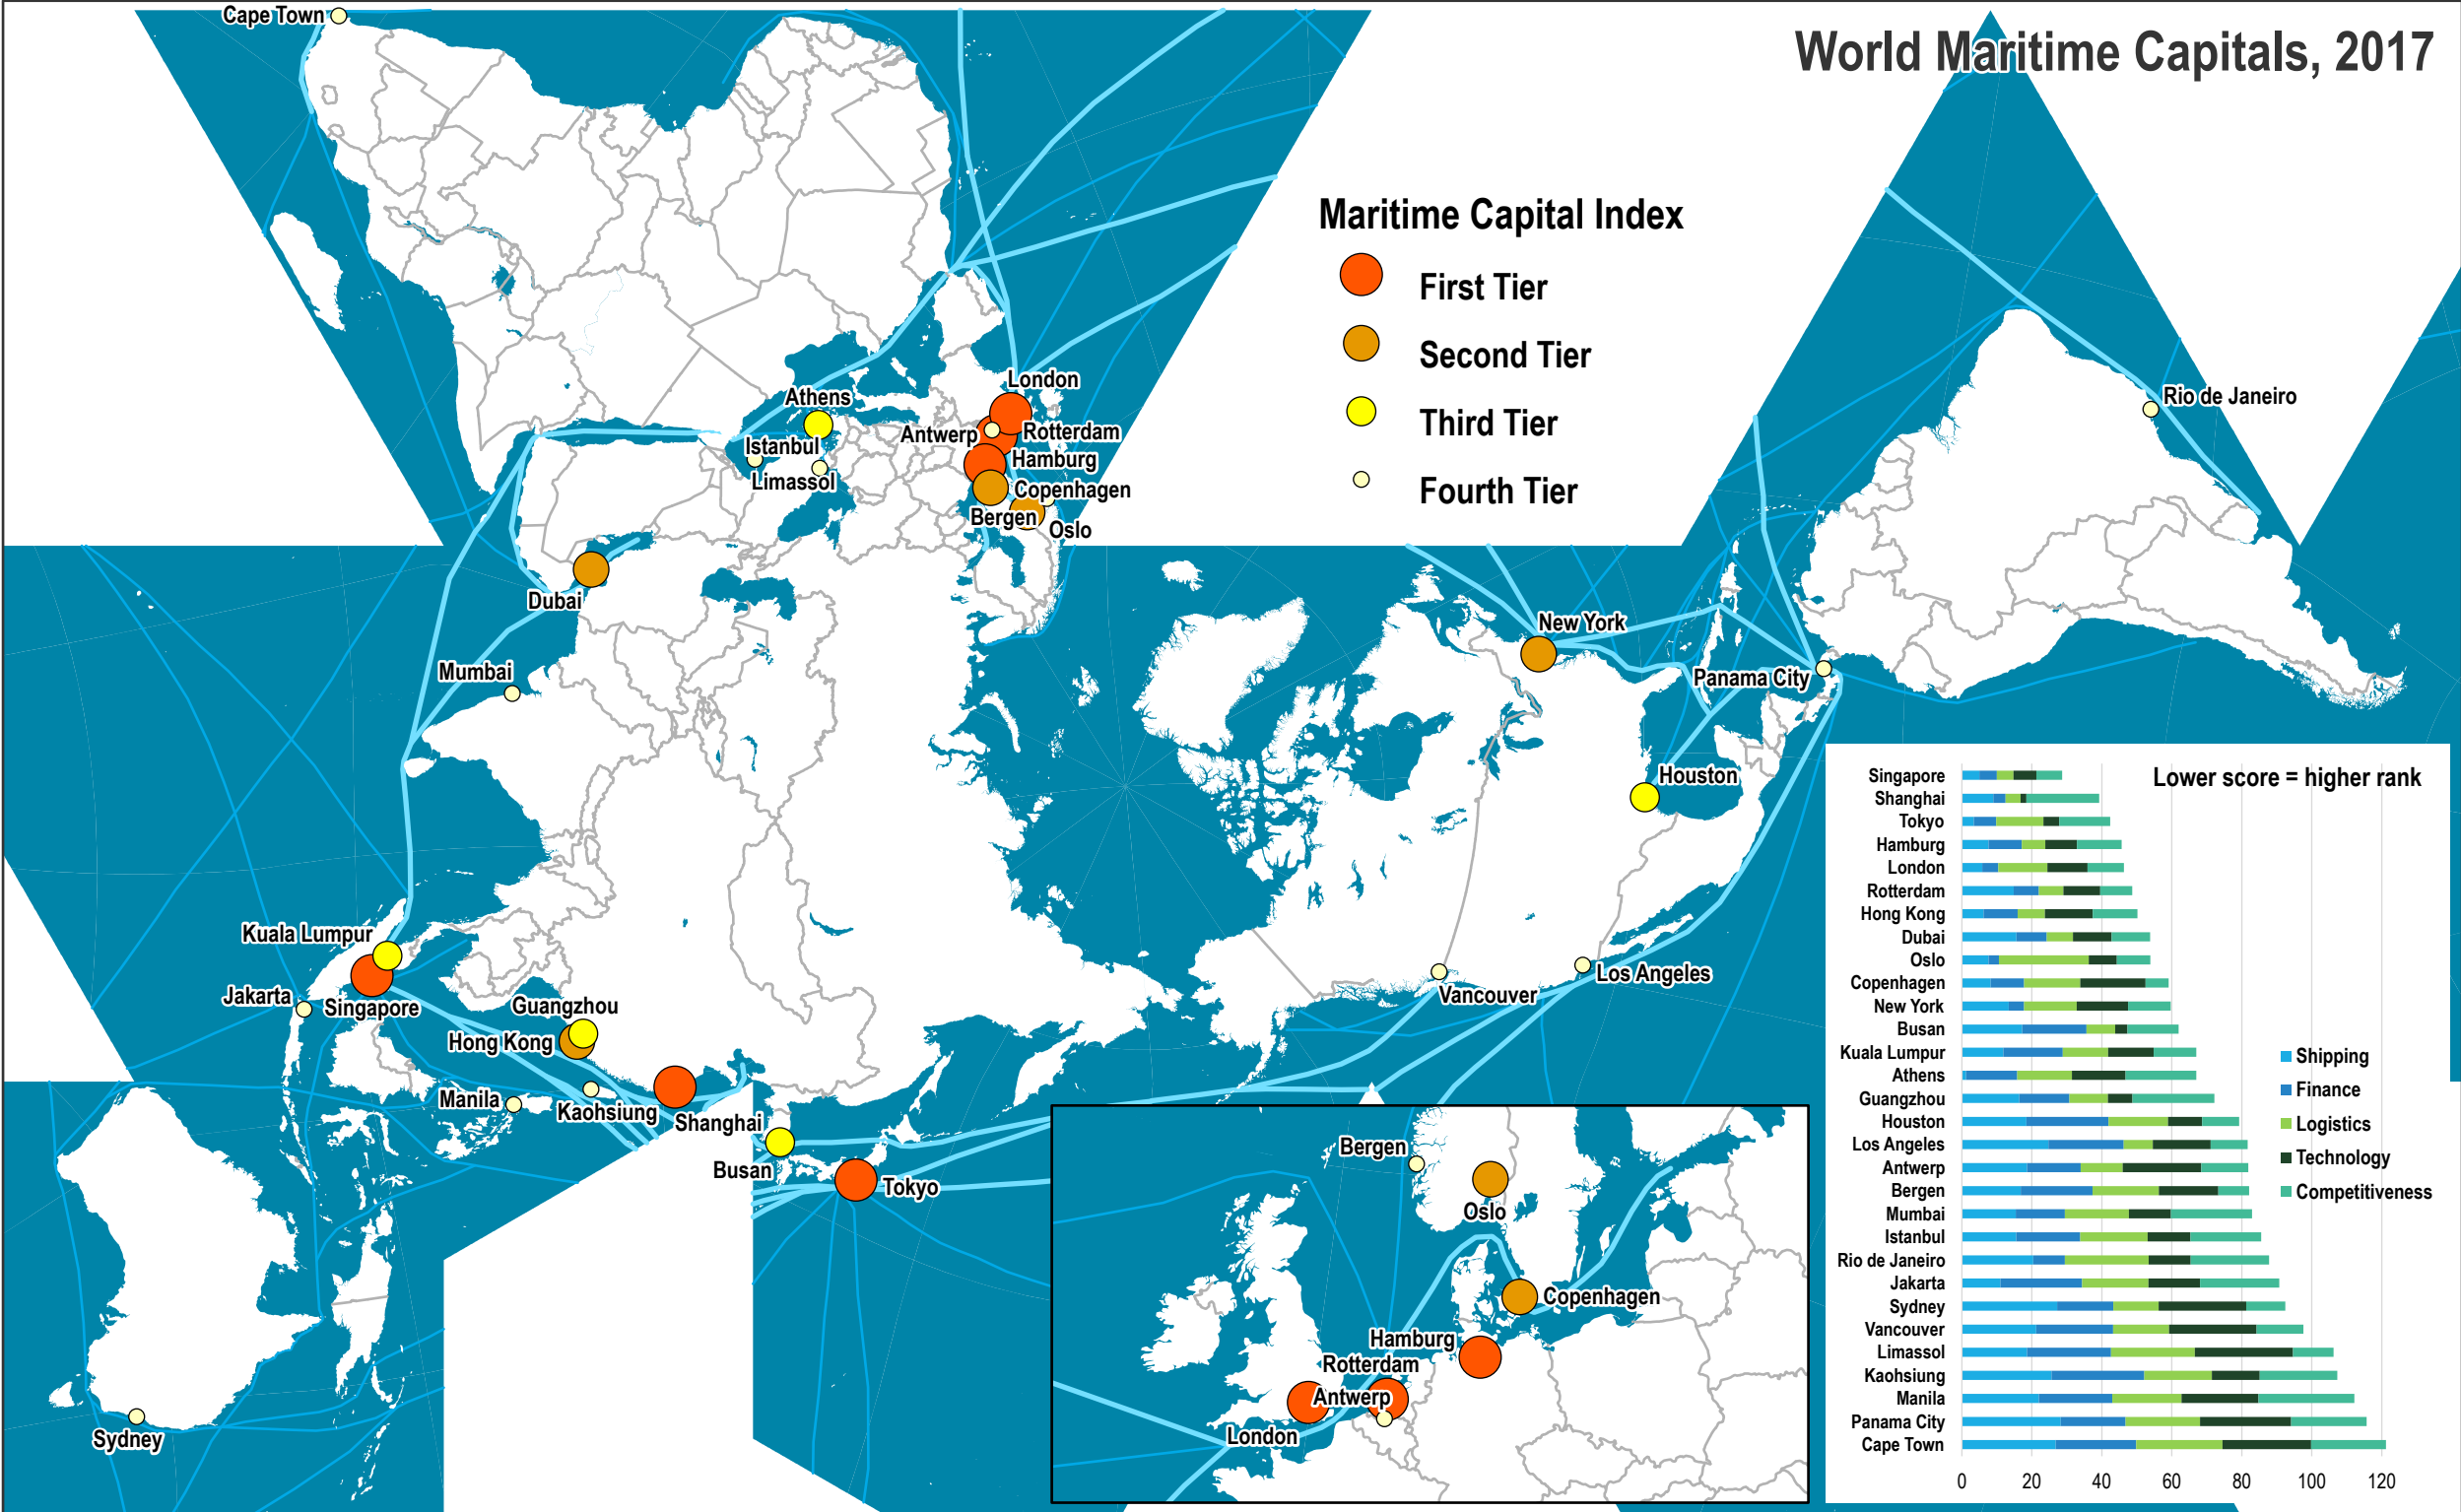 World Maritime Capitals, 2017
Cape Town
Maritime Capital Index
First Tier
Second Tier
Third Tier
Fourth Tier
London
Athens
Antwerp
Rotterdam
Istanbul
Hamburg
Limassol
Copenhagen
Bergen
Oslo
Rio de Janeiro
Dubai
New York
Mumbai
Panama City
Houston
Kuala Lumpur
Jakarta
Singapore
Guangzhou
Hong Kong
Los Angeles
Vancouver
Manila
Kaohsiung
Shanghai
Busan
Tokyo
Sydney
Bergen
Oslo
Copenhagen
Hamburg
Rotterdam
Antwerp
London
Lower score = higher rank
Singapore
Shanghai
Tokyo
Hamburg
London
Rotterdam
Hong Kong
Dubai
Oslo
Copenhagen
New York
Busan
Kuala Lumpur
Athens
Guangzhou
Houston
Los Angeles
Antwerp
Bergen
Mumbai
Istanbul
Rio de Janeiro
Jakarta
Sydney
Vancouver
Limassol
Kaohsiung
Manila
Panama City
Cape Town
0 20 40 60 80 100 120
Shipping
Finance
Logistics
Technology
Competitiveness